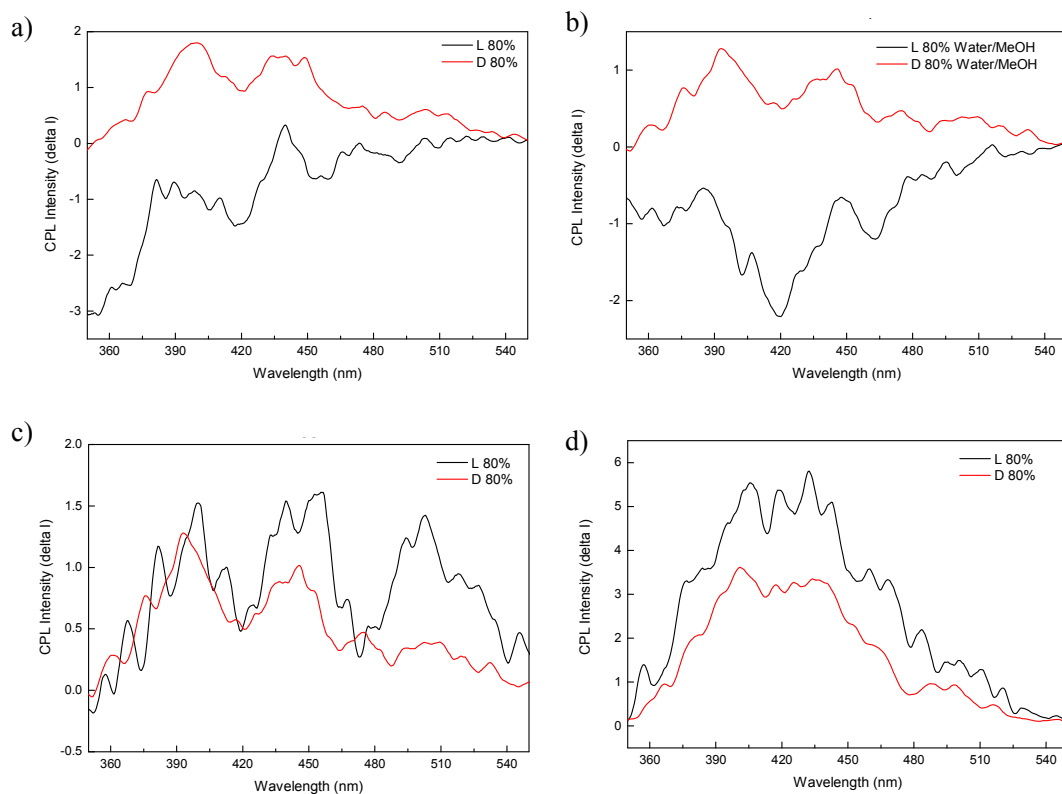 a)
L 80%
D 80%
CPL Intensity (delta I)
2
1
0
-1
-2
-3
360 390 420 450 480 510 540
Wavelength (nm)
b)
L 80% Water/MeOH
D 80% Water/MeOH
CPL Intensity (delta I)
1
0
-1
-2
360 390 420 450 480 510 540
Wavelength (nm)
c)
L 80%
D 80%
CPL Intensity (delta I)
2.0
1.5
1.0
0.5
0.0
-0.5
360 390 420 450 480 510 540
Wavelength (nm)
d)
L 80%
D 80%
CPL Intensity (delta I)
6
5
4
3
2
1
0
360 390 420 450 480 510 540
Wavelength (nm)